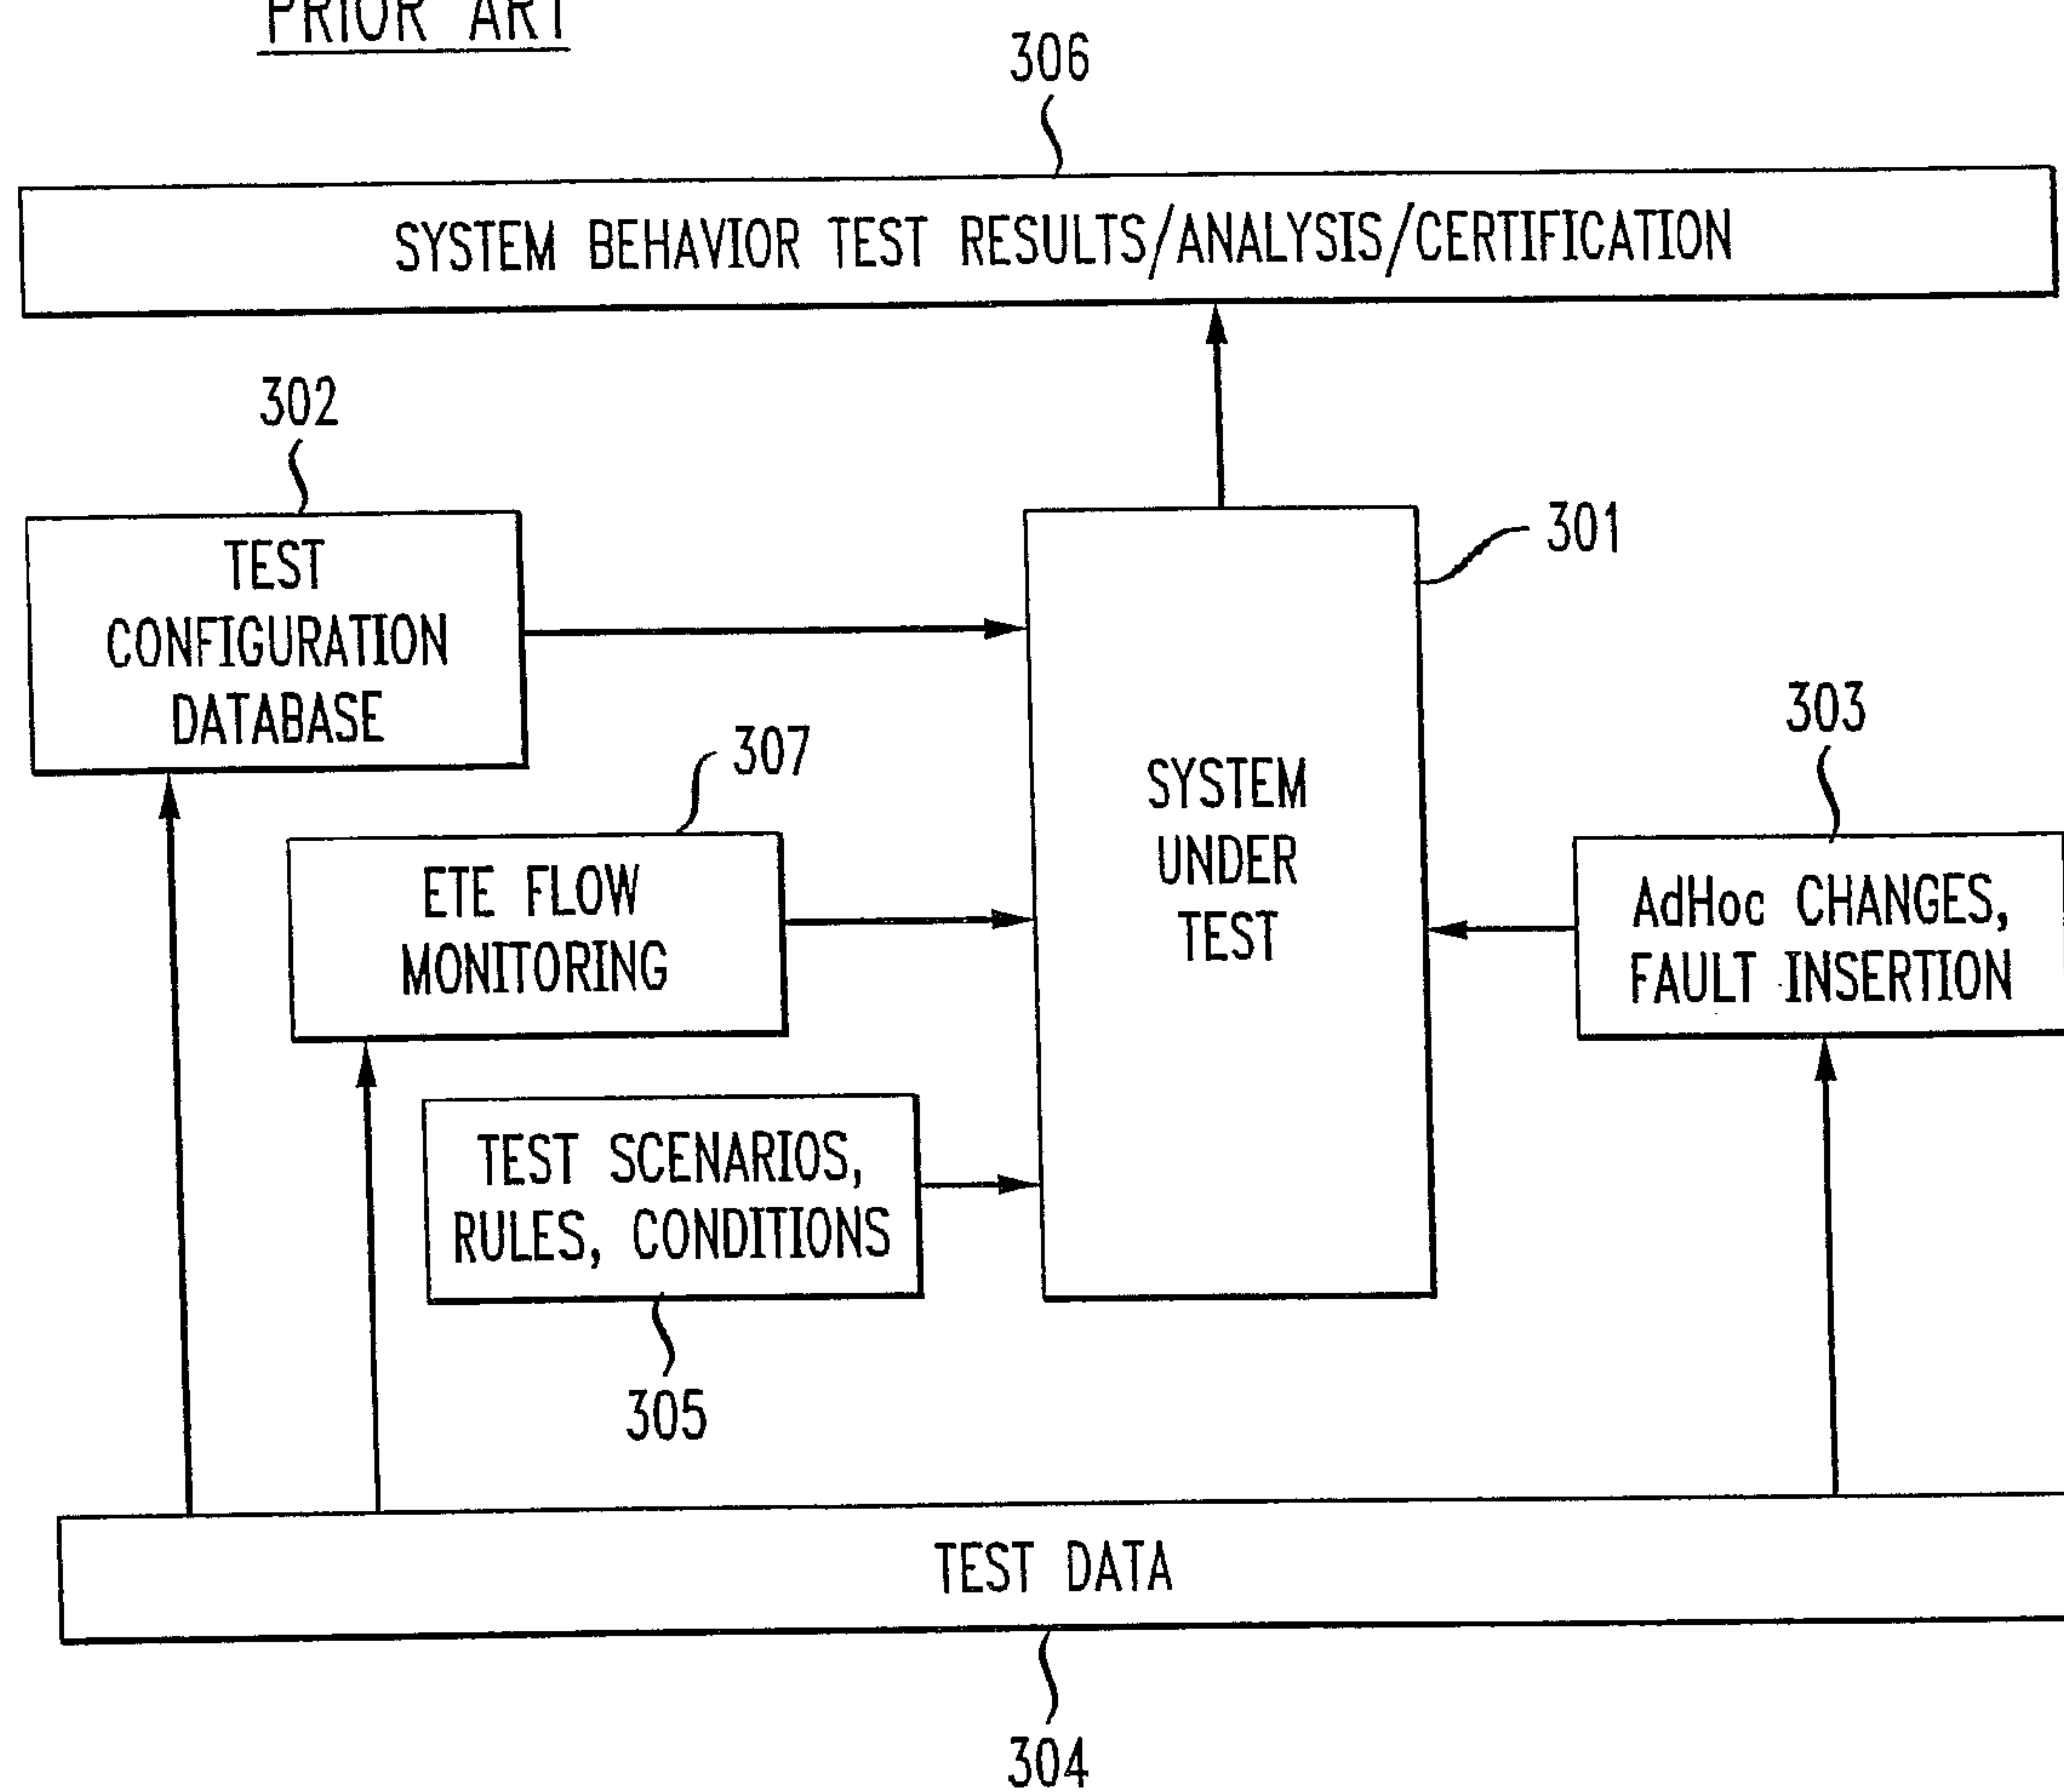 PRIOR ART
306
SYSTEM BEHAVIOR TEST RESULTS/ANALYSIS/CERTIFICATION
302
TEST
CONFIGURATION
DATABASE
301
307
ETE FLOW
MONITORING
SYSTEM
UNDER
TEST
303
AdHoc CHANGES,
FAULT INSERTION
TEST SCENARIOS,
RULES, CONDITIONS
305
TEST DATA
304